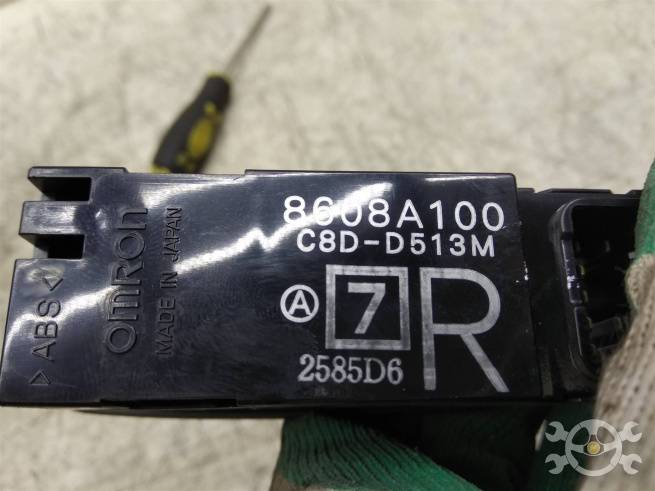 8608A100
C8D-D513M
Ⓐ 7 R
2585D6
OMRON
MADE IN JAPAN
>ABS<